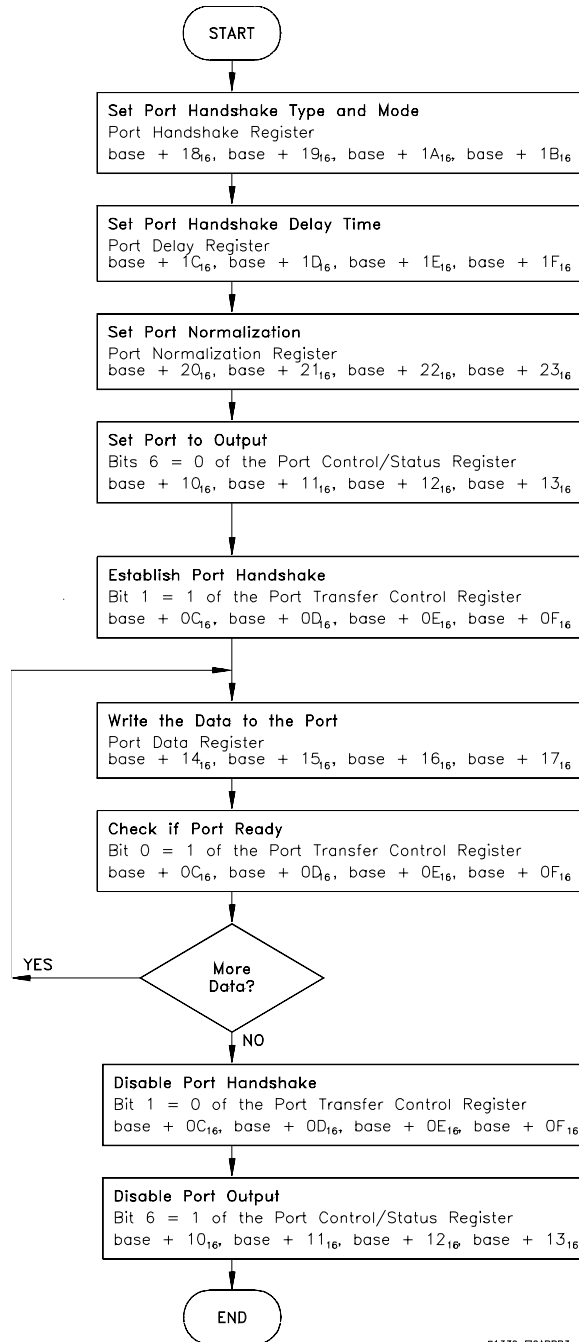 START
Set Port Handshake Type and Mode
Port Handshake Register
base + 18₁₆, base + 19₁₆, base + 1A₁₆, base + 1B₁₆
Set Port Handshake Delay Time
Port Delay Register
base + 1C₁₆, base + 1D₁₆, base + 1E₁₆, base + 1F₁₆
Set Port Normalization
Port Normalization Register
base + 20₁₆, base + 21₁₆, base + 22₁₆, base + 23₁₆
Set Port to Output
Bits 6 = 0 of the Port Control/Status Register
base + 10₁₆, base + 11₁₆, base + 12₁₆, base + 13₁₆
Establish Port Handshake
Bit 1 = 1 of the Port Transfer Control Register
base + 0C₁₆, base + 0D₁₆, base + 0E₁₆, base + 0F₁₆
Write the Data to the Port
Port Data Register
base + 14₁₆, base + 15₁₆, base + 16₁₆, base + 17₁₆
Check if Port Ready
Bit 0 = 1 of the Port Transfer Control Register
base + 0C₁₆, base + 0D₁₆, base + 0E₁₆, base + 0F₁₆
YES
More
Data?
NO
Disable Port Handshake
Bit 1 = 0 of the Port Transfer Control Register
base + 0C₁₆, base + 0D₁₆, base + 0E₁₆, base + 0F₁₆
Disable Port Output
Bit 6 = 1 of the Port Control/Status Register
base + 10₁₆, base + 11₁₆, base + 12₁₆, base + 13₁₆
END